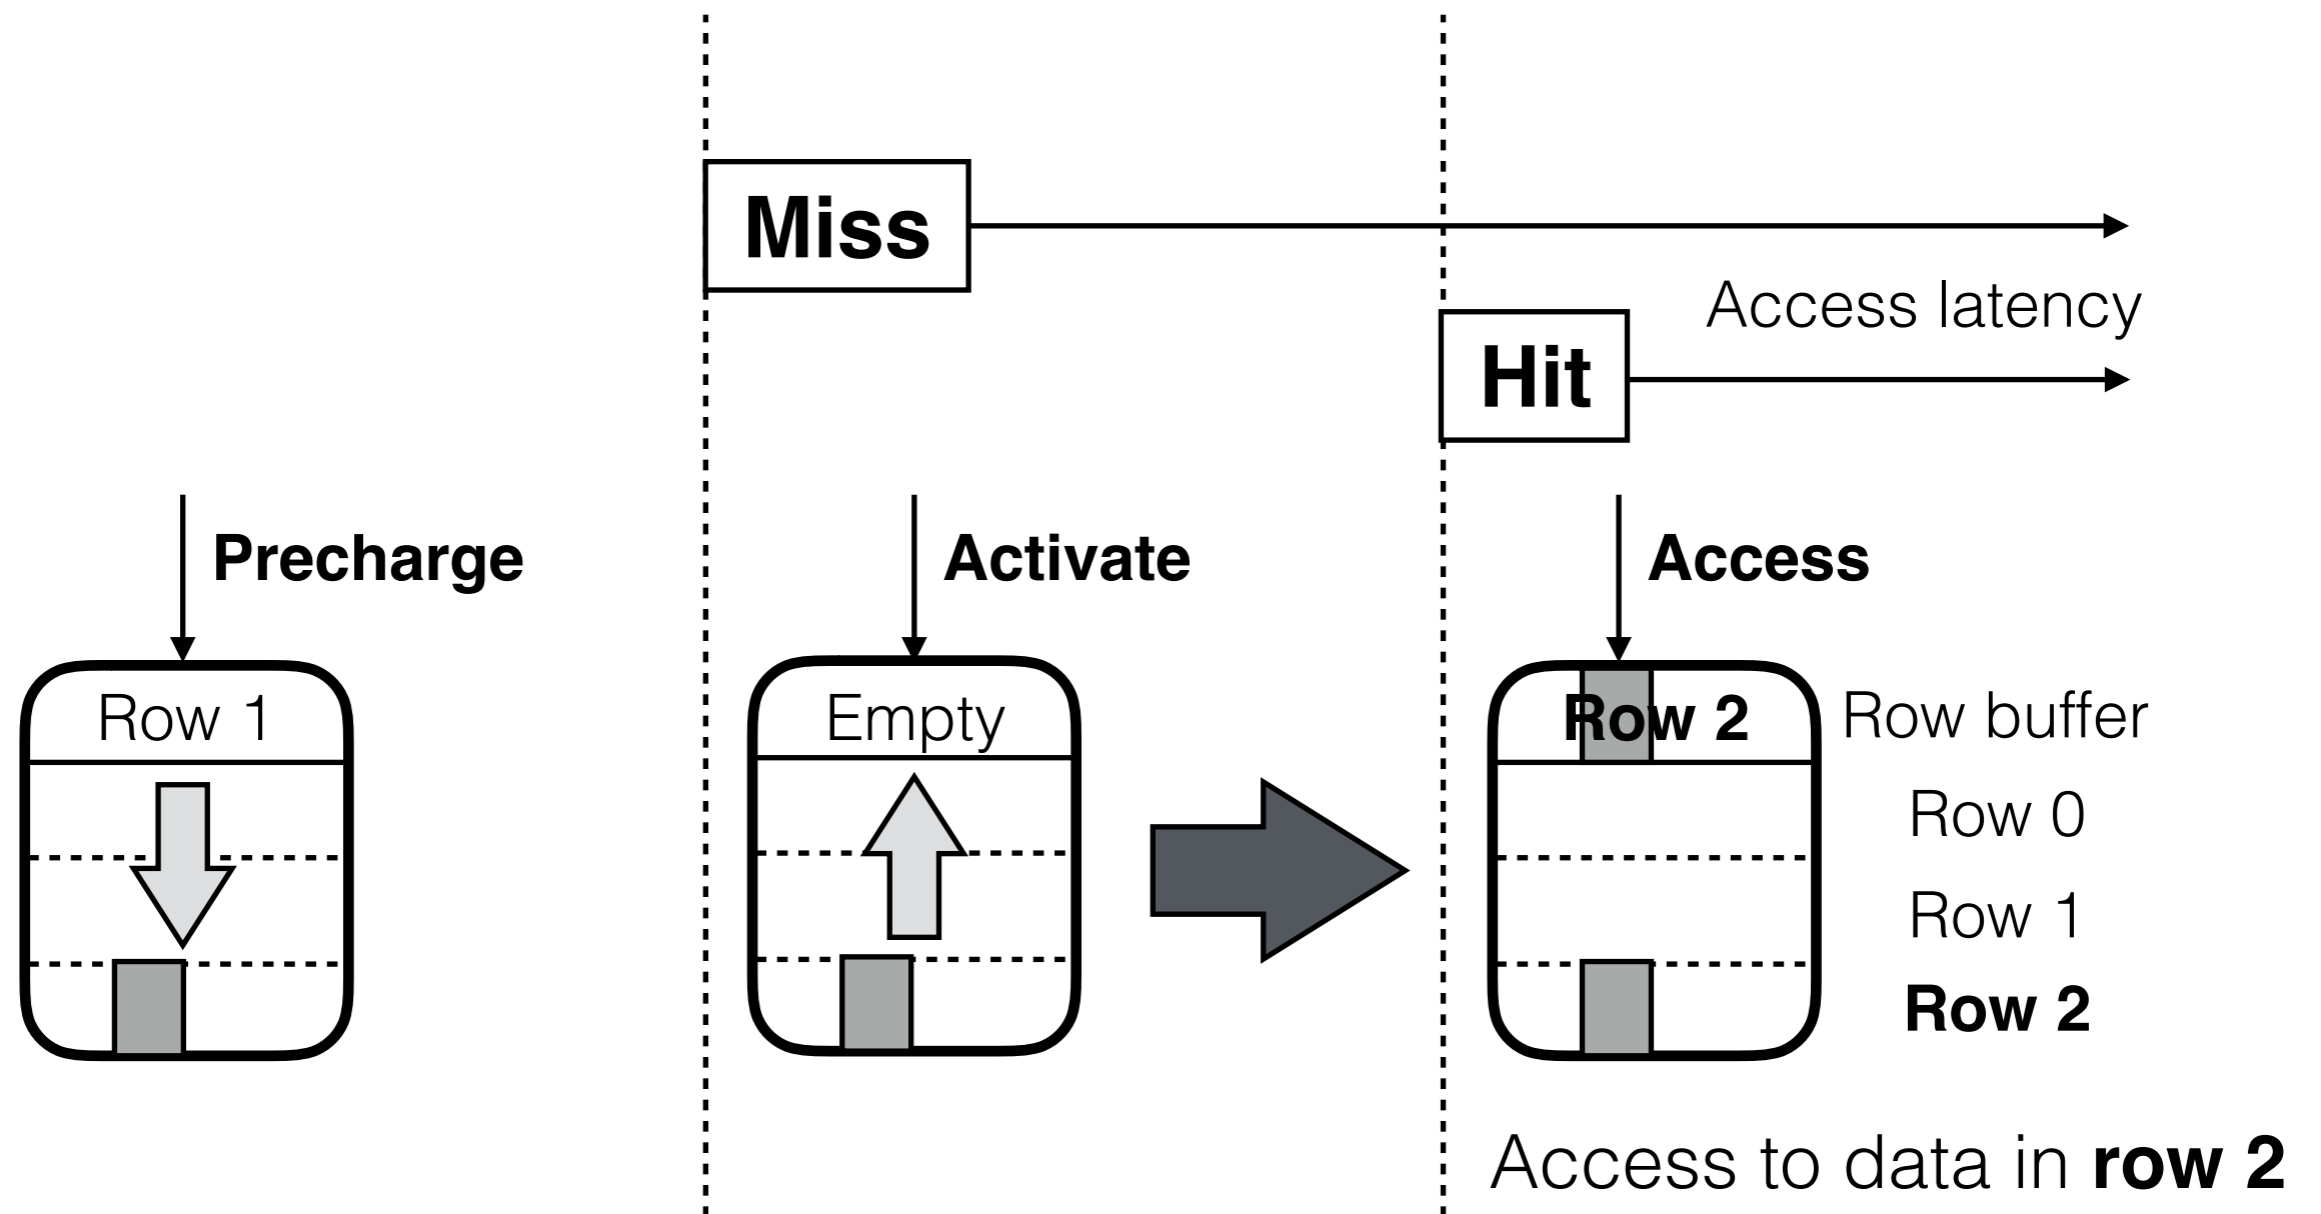 Miss
Access latency
Hit
Precharge
Activate
Access
Row 1
Empty
Row 2
Row buffer
Row 0
Row 1
Row 2
Access to data in row 2